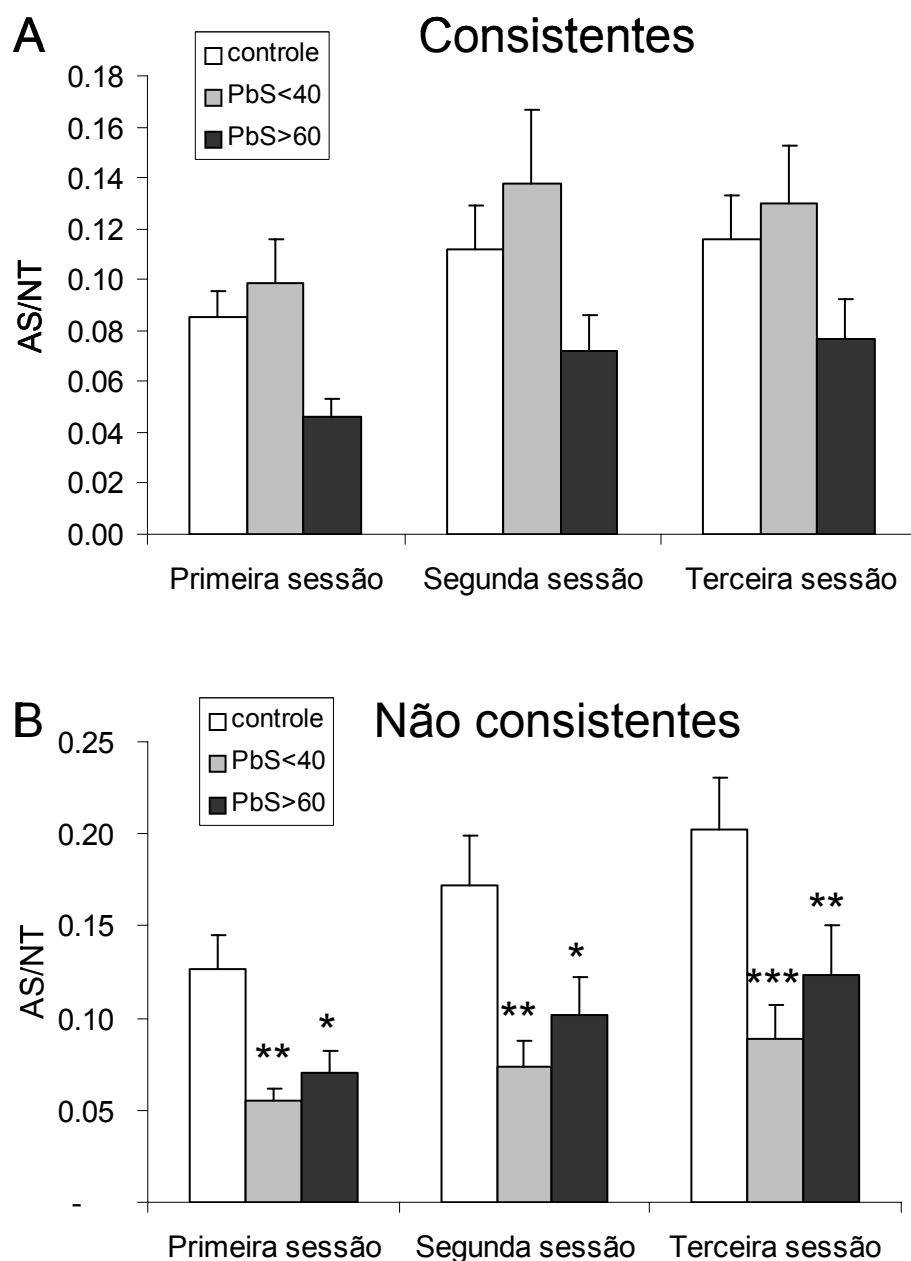 A
Consistentes
controle
PbS<40
PbS>60
0.18
0.16
0.14
0.12
0.10
0.08
0.06
0.04
0.02
0.00
AS/NT
Primeira sessão Segunda sessão Terceira sessão
B
Não consistentes
controle
PbS<40
PbS>60
0.25
0.20
0.15
0.10
0.05
-
AS/NT
** * ** * *** **
Primeira sessão Segunda sessão Terceira sessão